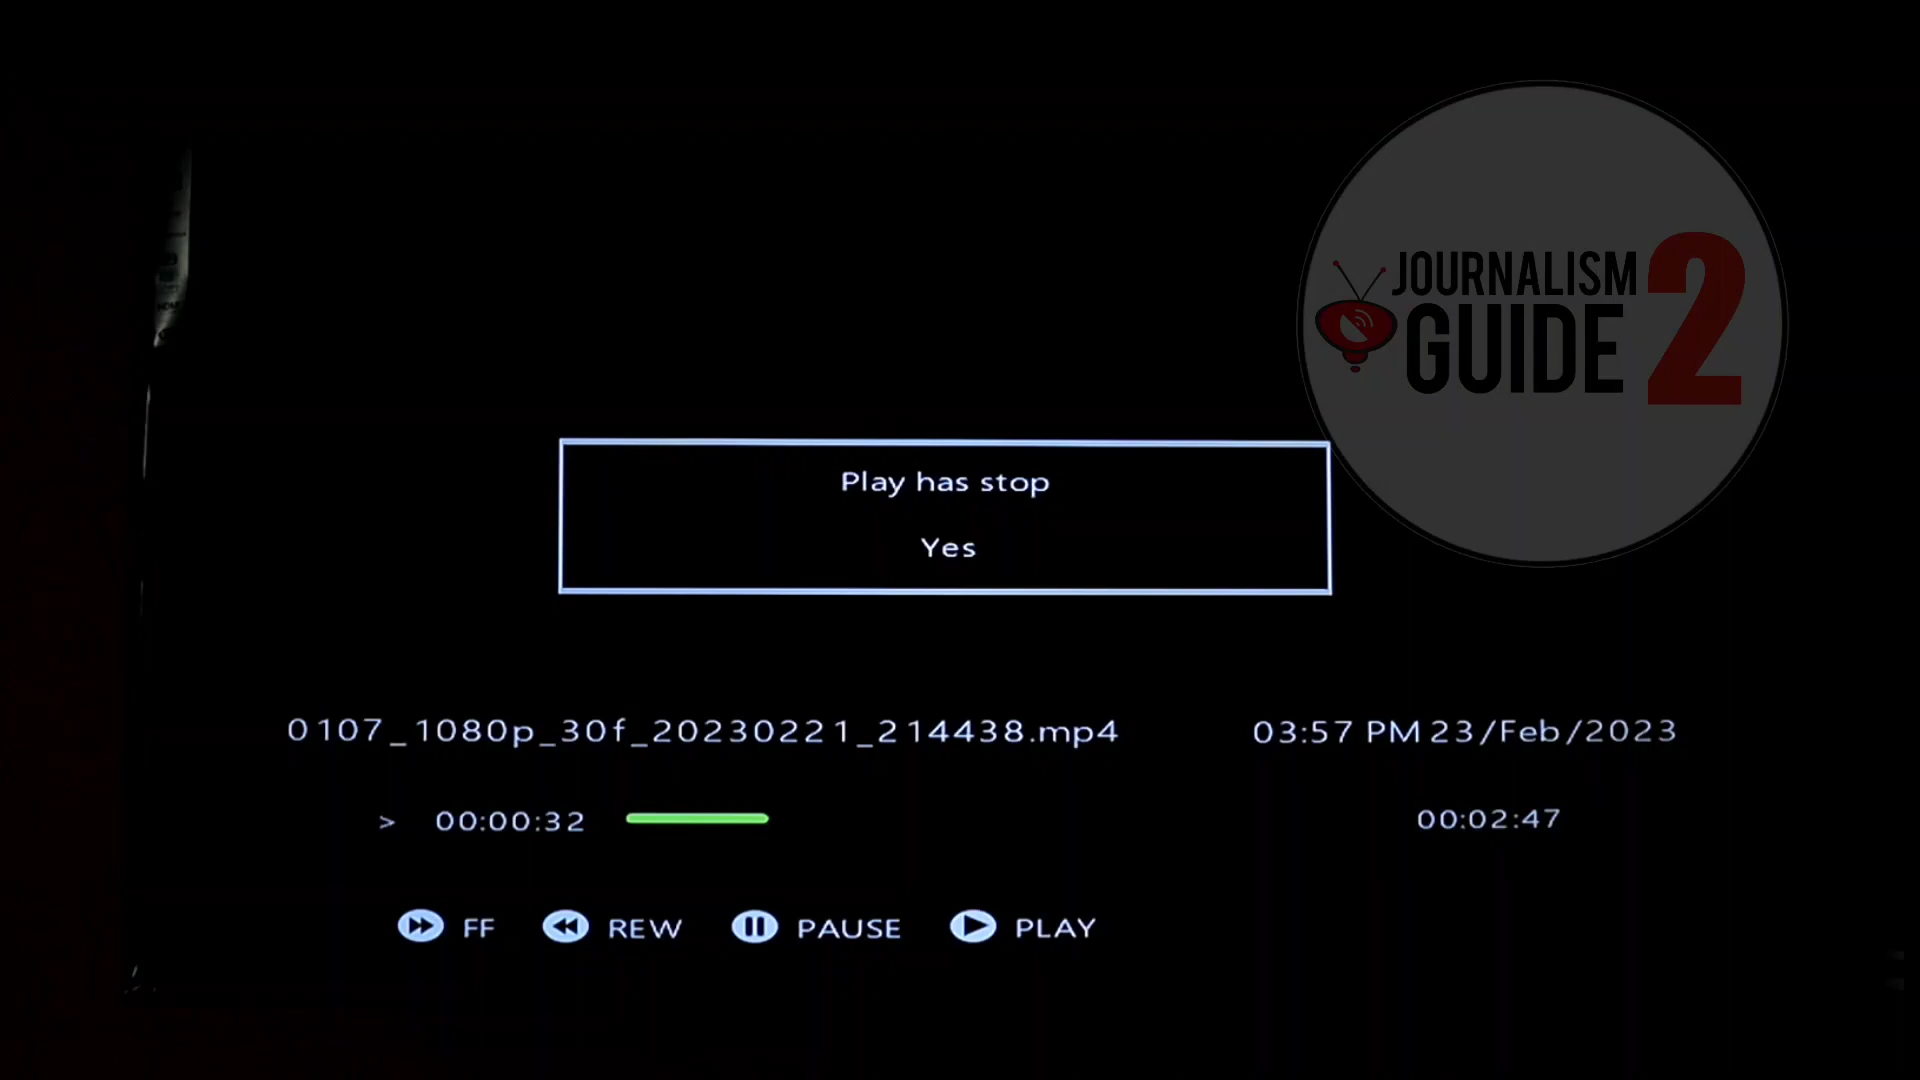 JOURNALISM
GUIDE 2
Play has stop
Yes
0107_1080p_30f_20230221_214438.mp4
03:57 PM 23/Feb/2023
> 00:00:32
00:02:47
FF REW PAUSE PLAY